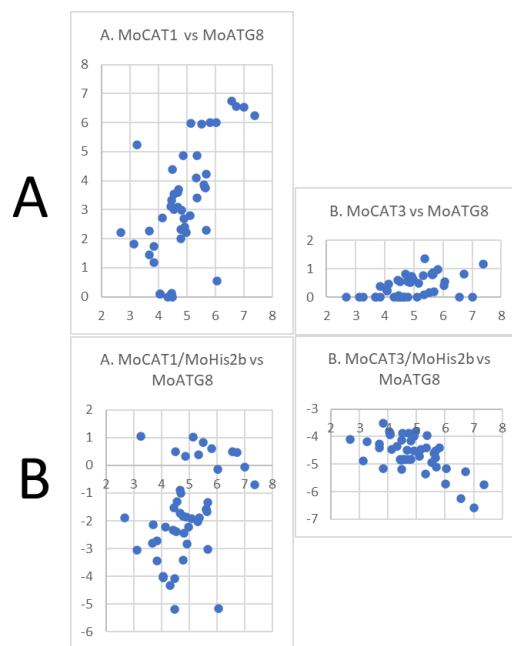 A
A. MoCAT1 vs MoATG8
8
7
6
5
4
3
2
1
0
2 3 4 5 6 7 8
B. MoCAT3 vs MoATG8
2
1
0
2 3 4 5 6 7 8
B
A. MoCAT1/MoHis2b vs
MoATG8
2
1
0
-1
-2
-3
-4
-5
-6
2 3 4 5 6 7 8
B. MoCAT3/MoHis2b vs
MoATG8
-3
-4
-5
-6
-7
2 3 4 5 6 7 8